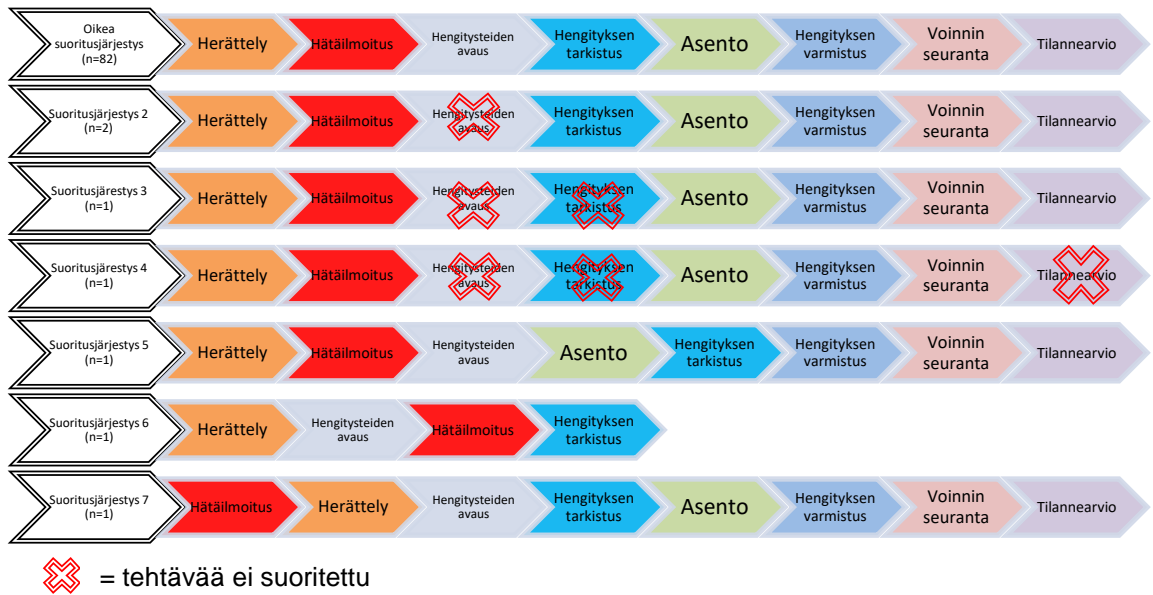 Oikea
suoritusjärjestys
(n=82)
Herättely
Hätäilmoitus
Hengitysteiden
avaus
Hengityksen
tarkistus
Asento
Hengityksen
varmistus
Voinnin
seuranta
Tilannearvio
Suoritusjärjestys 2
(n=2)
Herättely
Hätäilmoitus
Hengitysteiden
avaus
Hengityksen
tarkistus
Asento
Hengityksen
varmistus
Voinnin
seuranta
Tilannearvio
Suoritusjärestys 3
(n=1)
Herättely
Hätäilmoitus
Hengitysteiden
avaus
Hengityksen
tarkistus
Asento
Hengityksen
varmistus
Voinnin
seuranta
Tilannearvio
Suoritusjärestys 4
(n=1)
Herättely
Hätäilmoitus
Hengitysteiden
avaus
Hengityksen
tarkistus
Asento
Hengityksen
varmistus
Voinnin
seuranta
Tilannearvio
Suoritusjärjestys 5
(n=1)
Herättely
Hätäilmoitus
Hengitysteiden
avaus
Asento
Hengityksen
tarkistus
Hengityksen
varmistus
Voinnin
seuranta
Tilannearvio
Suoritusjärjestys 6
(n=1)
Herättely
Hengitysteiden
avaus
Hätäilmoitus
Hengityksen
tarkistus
Suoritusjärjestys 7
(n=1)
Hätäilmoitus
Herättely
Hengitysteiden
avaus
Hengityksen
tarkistus
Asento
Hengityksen
varmistus
Voinnin
seuranta
Tilannearvio
= tehtävää ei suoritettu